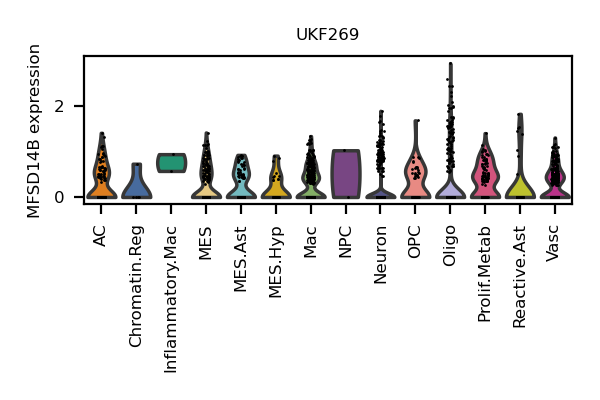 UKF269
MFSD14B expression
2
0
AC
Chromatin.Reg
Inflammatory.Mac
MES
MES.Ast
MES.Hyp
Mac
NPC
Neuron
OPC
Oligo
Prolif.Metab
Reactive.Ast
Vasc